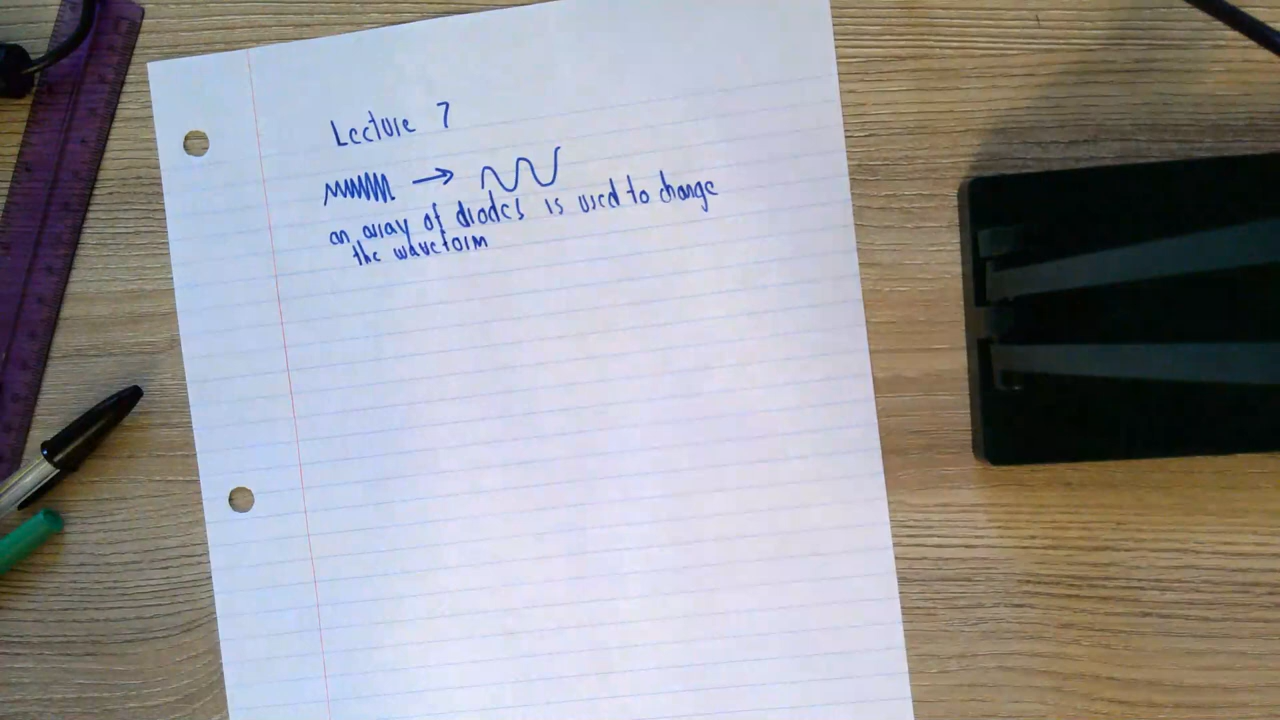 Lecture 7
an array of diodes is used to change
the waveform